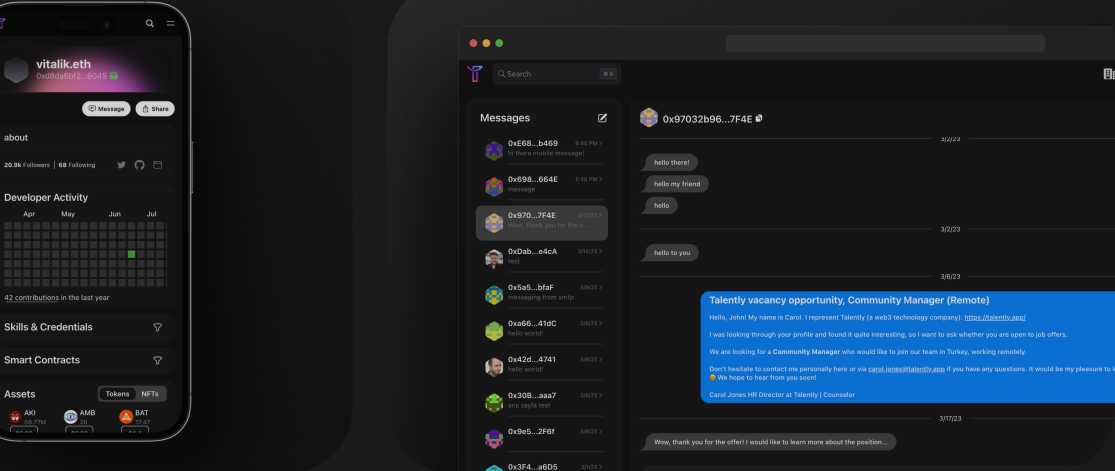 vitalik.eth
0xd8da6bf2...6045
Message
Share
about
20.9k Followers | 68 Following
Developer Activity
Apr May Jun Jul
42 contributions in the last year
Skills & Credentials
Smart Contracts
Assets
Tokens NFTs
AKI
66.77M
AMB
20
BAT
17.47
Search
⌘ K
Messages
0xE68...b469 6:40 PM >
hi there mobile message!
0x698...664E 5:48 PM >
message
0x970...7F4E 3/17/23 >
Wow, thank you for the o...
0xDab...e4cA 3/14/23 >
test
0x5a5...bfaF 3/9/23 >
messaging from xmtp
0xa66...41dC 3/8/23 >
hello world!
0x42d...4741 3/8/23 >
hello world!
0x30B...aaa7 3/8/23 >
ana sayfa test
0x9e5...2F6f 3/8/23 >
0x3F4...a6D5 3/1/23 >
0x97032b96...7F4E
3/2/23
hello there!
hello my friend
hello
3/2/23
hello to you
3/6/23
Talently vacancy opportunity, Community Manager (Remote)
Hello, John! My name is Carol. I represent Talently (a web3 technology company). https://talently.app/
I was looking through your profile and found it quite interesting, so I want to ask whether you are open to job offers.
We are looking for a Community Manager who would like to join our team in Turkey, working remotely.
Don't hesitate to contact me personally here or via carol.jones@talently.app if you have any questions. It would be my pleasure to
We hope to hear from you soon!
Carol Jones HR Director at Talently | Counselor
3/17/23
Wow, thank you for the offer! I would like to learn more about the position...